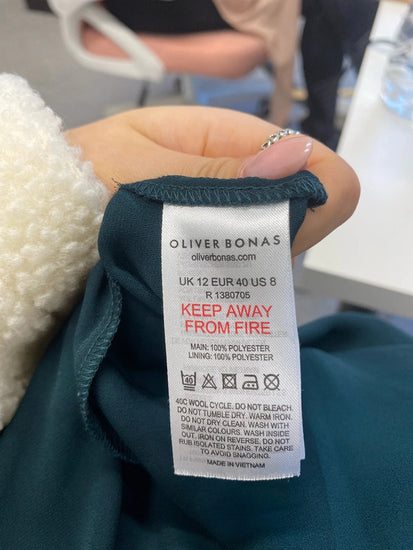 OLIVER BONAS
oliverbonas.com
UK 12 EUR 40 US 8
R 1380705
KEEP AWAY
FROM FIRE
MAIN: 100% POLYESTER
LINING: 100% POLYESTER
40
40C WOOL CYCLE. DO NOT BLEACH.
DO NOT TUMBLE DRY. WARM IRON.
DO NOT DRY CLEAN. WASH WITH
SIMILAR COLOURS. WASH INSIDE
OUT. IRON ON REVERSE. DO NOT
RUB ISOLATED STAINS. TAKE CARE
TO AVOID SNAGGING.
MADE IN VIETNAM